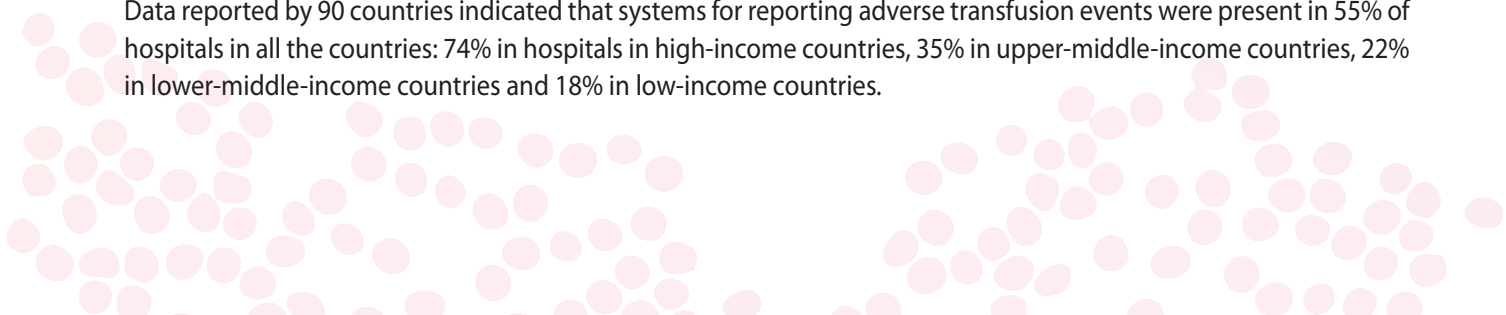 Data reported by 90 countries indicated that systems for reporting adverse transfusion events were present in 55% of
hospitals in all the countries: 74% in hospitals in high-income countries, 35% in upper-middle-income countries, 22%
in lower-middle-income countries and 18% in low-income countries.